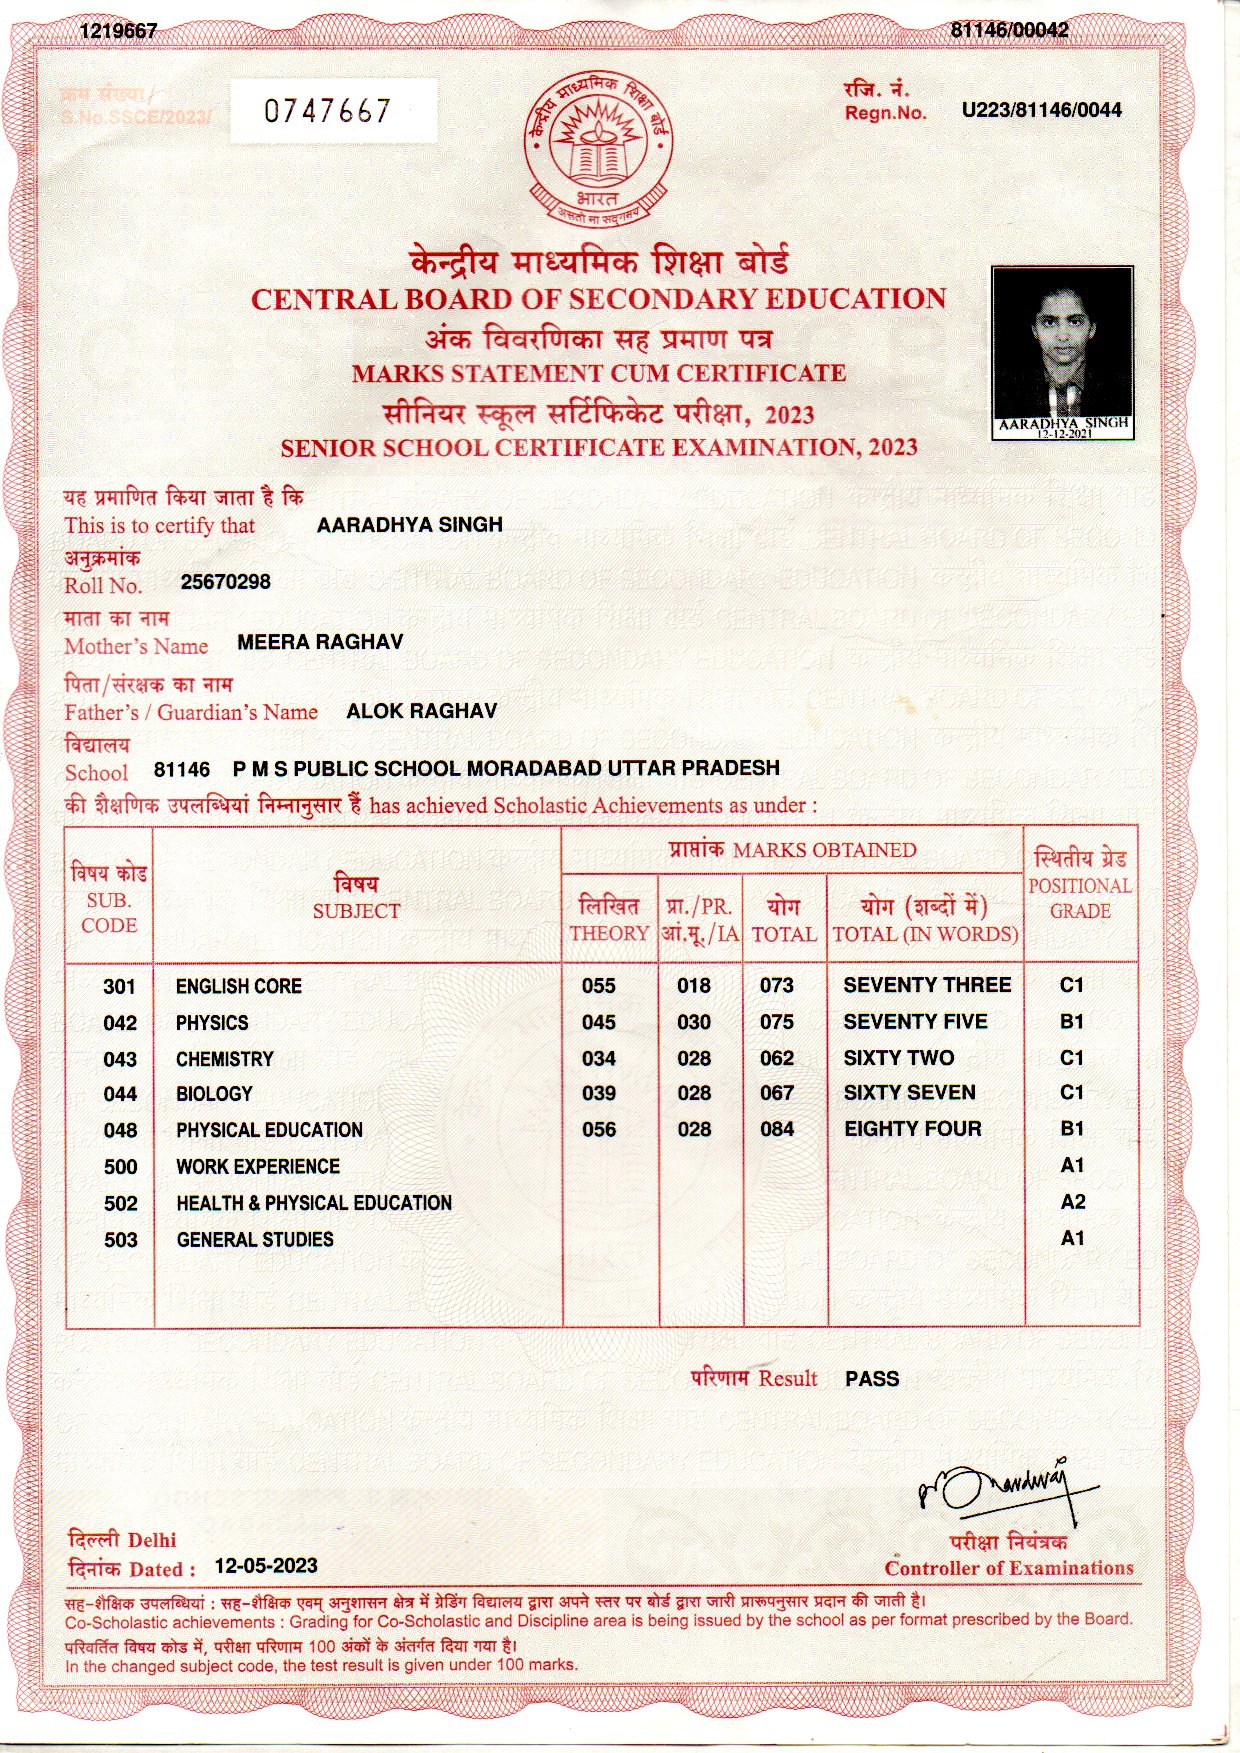 1219667
81146/00042
क्रम संख्या/
S.No.SSCE/2023/ 0747667
रजि. नं.
Regn.No. U223/81146/0044
केन्द्रीय माध्यमिक शिक्षा बोर्ड
भारत
असतो मा सद्गमय
केन्द्रीय माध्यमिक शिक्षा बोर्ड
CENTRAL BOARD OF SECONDARY EDUCATION
अंक विवरणिका सह प्रमाण पत्र
MARKS STATEMENT CUM CERTIFICATE
सीनियर स्कूल सर्टिफिकेट परीक्षा, 2023
SENIOR SCHOOL CERTIFICATE EXAMINATION, 2023
AARADHYA SINGH
12-12-2021
यह प्रमाणित किया जाता है कि
This is to certify that AARADHYA SINGH
अनुक्रमांक
Roll No. 25670298
माता का नाम
Mother's Name MEERA RAGHAV
पिता/संरक्षक का नाम
Father's / Guardian's Name ALOK RAGHAV
विद्यालय
School 81146 P M S PUBLIC SCHOOL MORADABAD UTTAR PRADESH
की शैक्षणिक उपलब्धियां निम्नानुसार हैं has achieved Scholastic Achievements as under :
विषय कोड
SUB.
CODE
विषय
SUBJECT
प्राप्तांक MARKS OBTAINED
लिखित
THEORY
प्रा./PR.
आं.मू./IA
योग
TOTAL
योग (शब्दों में)
TOTAL (IN WORDS)
स्थितीय ग्रेड
POSITIONAL
GRADE
301 ENGLISH CORE 055 018 073 SEVENTY THREE C1
042 PHYSICS 045 030 075 SEVENTY FIVE B1
043 CHEMISTRY 034 028 062 SIXTY TWO C1
044 BIOLOGY 039 028 067 SIXTY SEVEN C1
048 PHYSICAL EDUCATION 056 028 084 EIGHTY FOUR B1
500 WORK EXPERIENCE A1
502 HEALTH & PHYSICAL EDUCATION A2
503 GENERAL STUDIES A1
परिणाम Result PASS
दिल्ली Delhi
दिनांक Dated : 12-05-2023
परीक्षा नियंत्रक
Controller of Examinations
सह-शैक्षिक उपलब्धियां : सह-शैक्षिक एवम् अनुशासन क्षेत्र में ग्रेडिंग विद्यालय द्वारा अपने स्तर पर बोर्ड द्वारा जारी प्रारूपनुसार प्रदान की जाती है।
Co-Scholastic achievements : Grading for Co-Scholastic and Discipline area is being issued by the school as per format prescribed by the Board.
परिवर्तित विषय कोड में, परीक्षा परिणाम 100 अंकों के अंतर्गत दिया गया है।
In the changed subject code, the test result is given under 100 marks.